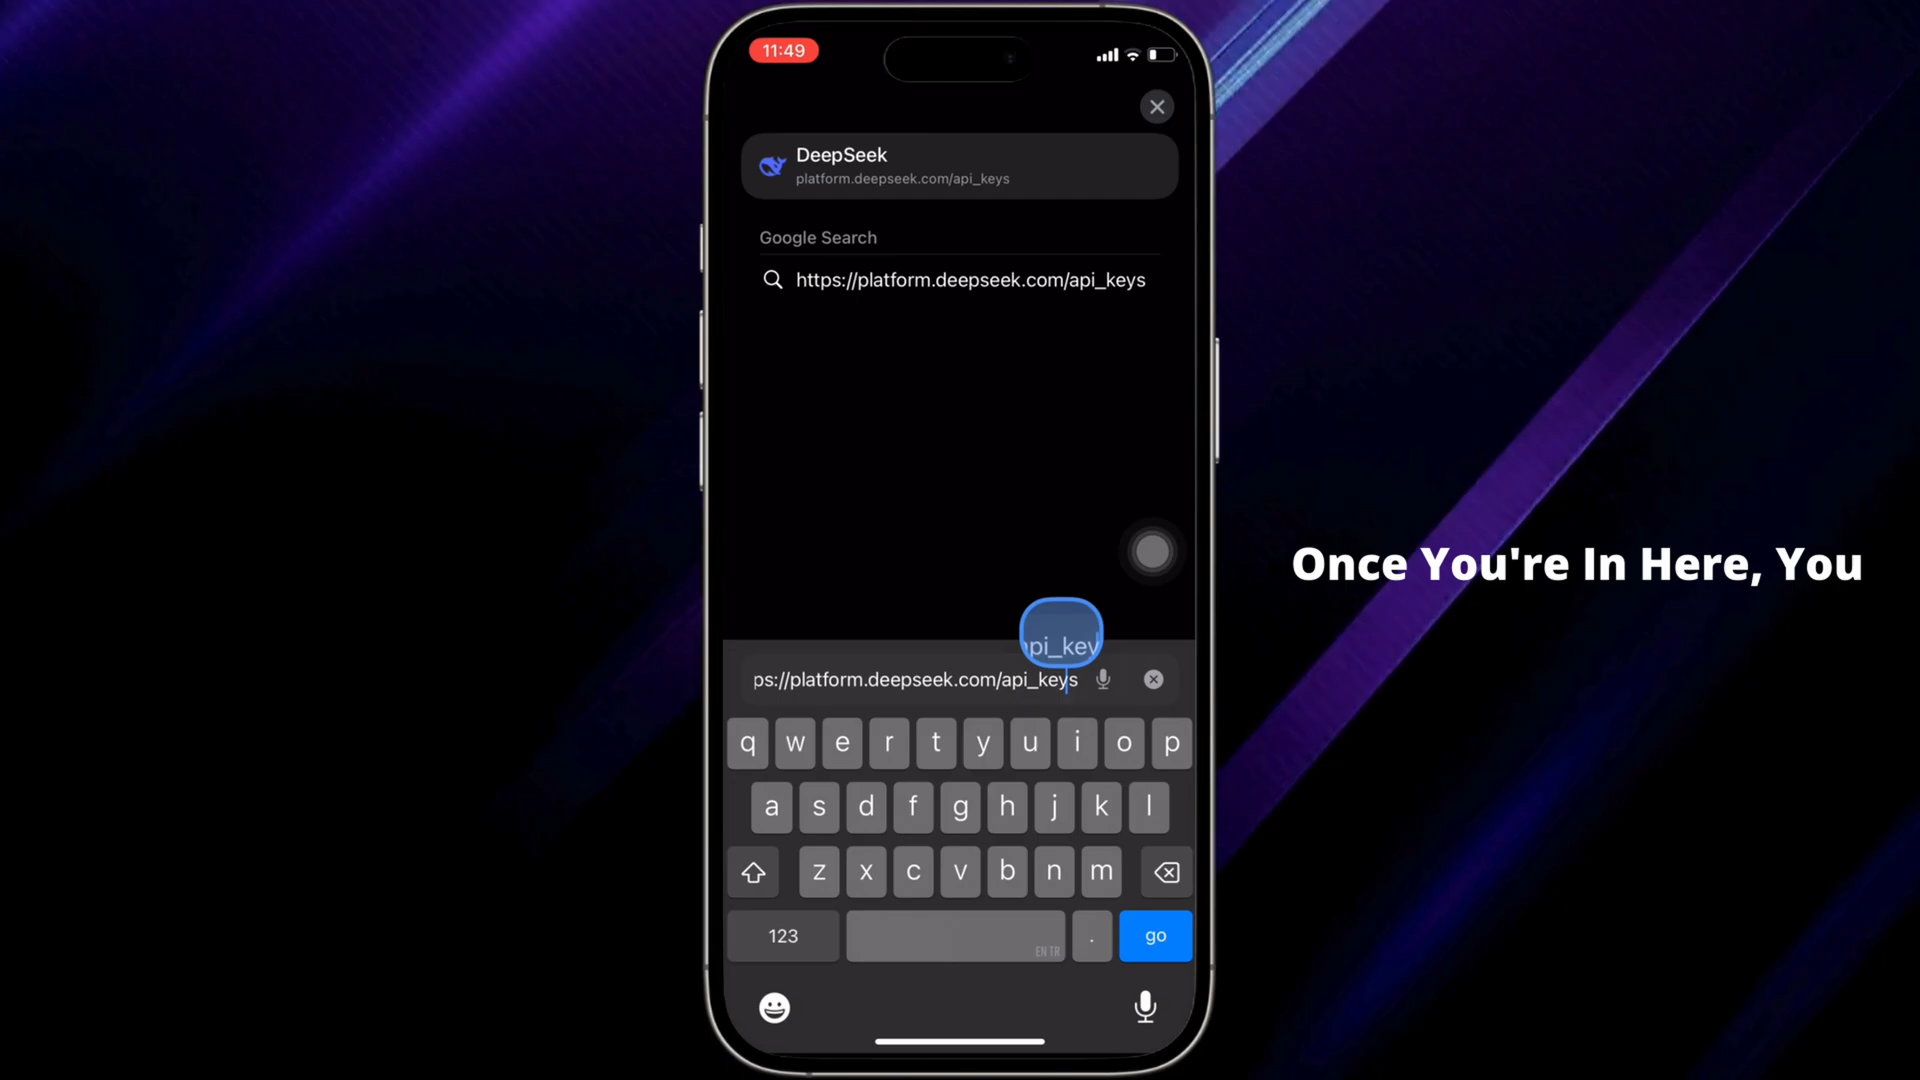 11:49
DeepSeek
platform.deepseek.com/api_keys
Google Search
https://platform.deepseek.com/api_keys
Once You're In Here, You
api_key
ps://platform.deepseek.com/api_keys
q w e r t y u i o p
a s d f g h j k l
z x c v b n m
123 EN TR . go